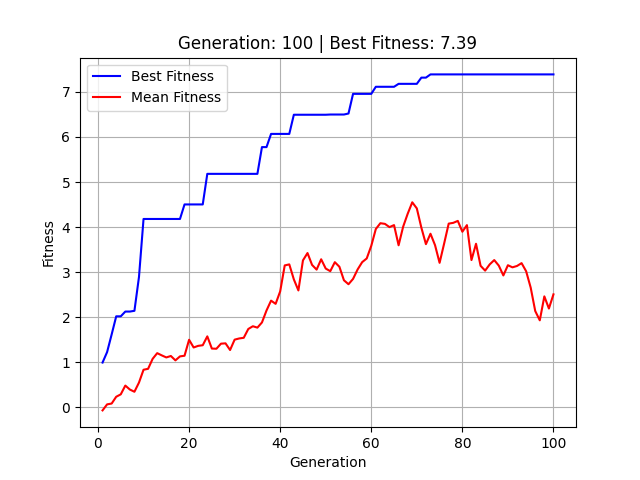 Generation: 100 | Best Fitness: 7.39
Best Fitness
Mean Fitness
Fitness
7
6
5
4
3
2
1
0
0 20 40 60 80 100
Generation